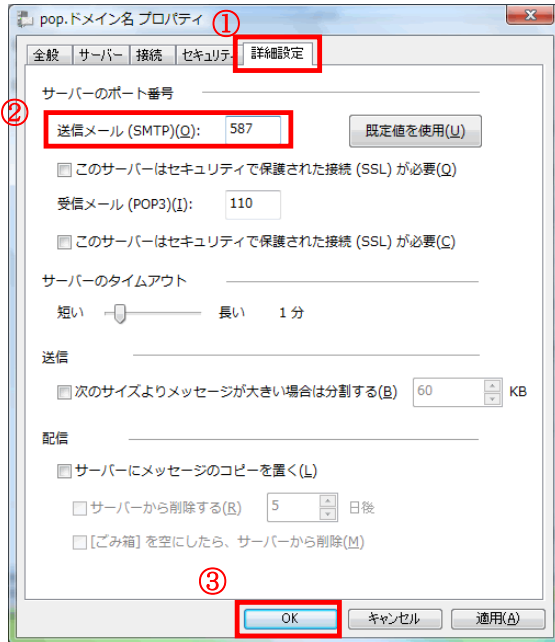 pop.ドメイン名 プロパティ ①
全般 サーバー 接続 セキュリティ 詳細設定
サーバーのポート番号
②
送信メール (SMTP)(O): 587 既定値を使用(U)
このサーバーはセキュリティで保護された接続 (SSL) が必要(Q)
受信メール (POP3)(I): 110
このサーバーはセキュリティで保護された接続 (SSL) が必要(C)
サーバーのタイムアウト
短い 長い 1 分
送信
次のサイズよりメッセージが大きい場合は分割する(B) 60 KB
配信
サーバーにメッセージのコピーを置く(L)
サーバーから削除する(R) 5 日後
[ごみ箱] を空にしたら、サーバーから削除(M)
③
OK キャンセル 適用(A)